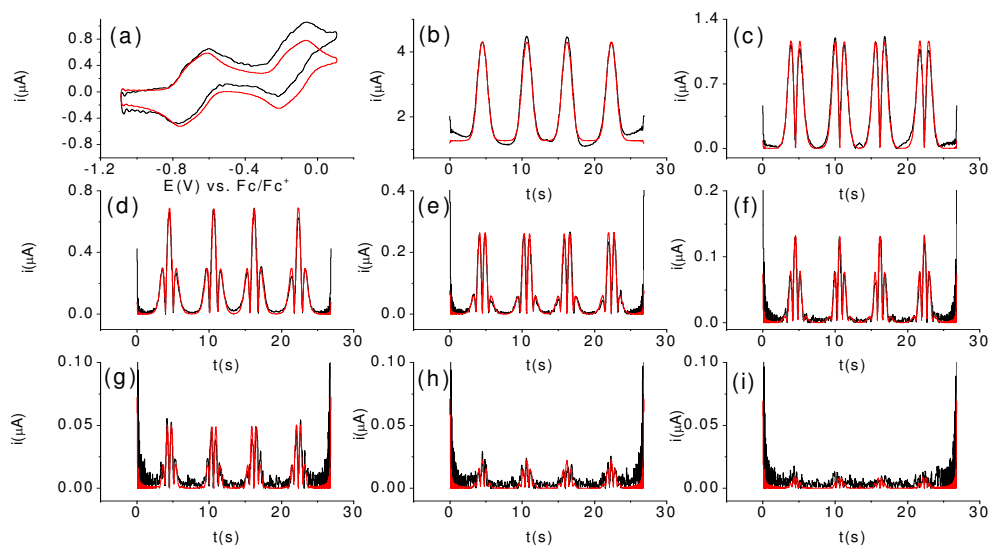 (a)
i(μA)
0.8
0.4
0.0
-0.4
-0.8
-1.2
-0.8
-0.4
0.0
E(V) vs. Fc/Fc+
(b)
i(μA)
4
2
0
10
20
30
t(s)
(c)
i(μA)
1.2
0.6
0.0
0
10
20
30
t(s)
(d)
i(μA)
0.8
0.4
0.0
0
10
20
30
t(s)
(e)
i(μA)
0.4
0.2
0.0
0
10
20
30
t(s)
(f)
i(μA)
0.2
0.1
0.0
0
10
20
30
t(s)
(g)
i(μA)
0.10
0.05
0.00
0
10
20
30
t(s)
(h)
i(μA)
0.10
0.05
0.00
0
10
20
30
t(s)
(i)
i(μA)
0.10
0.05
0.00
0
10
20
30
t(s)